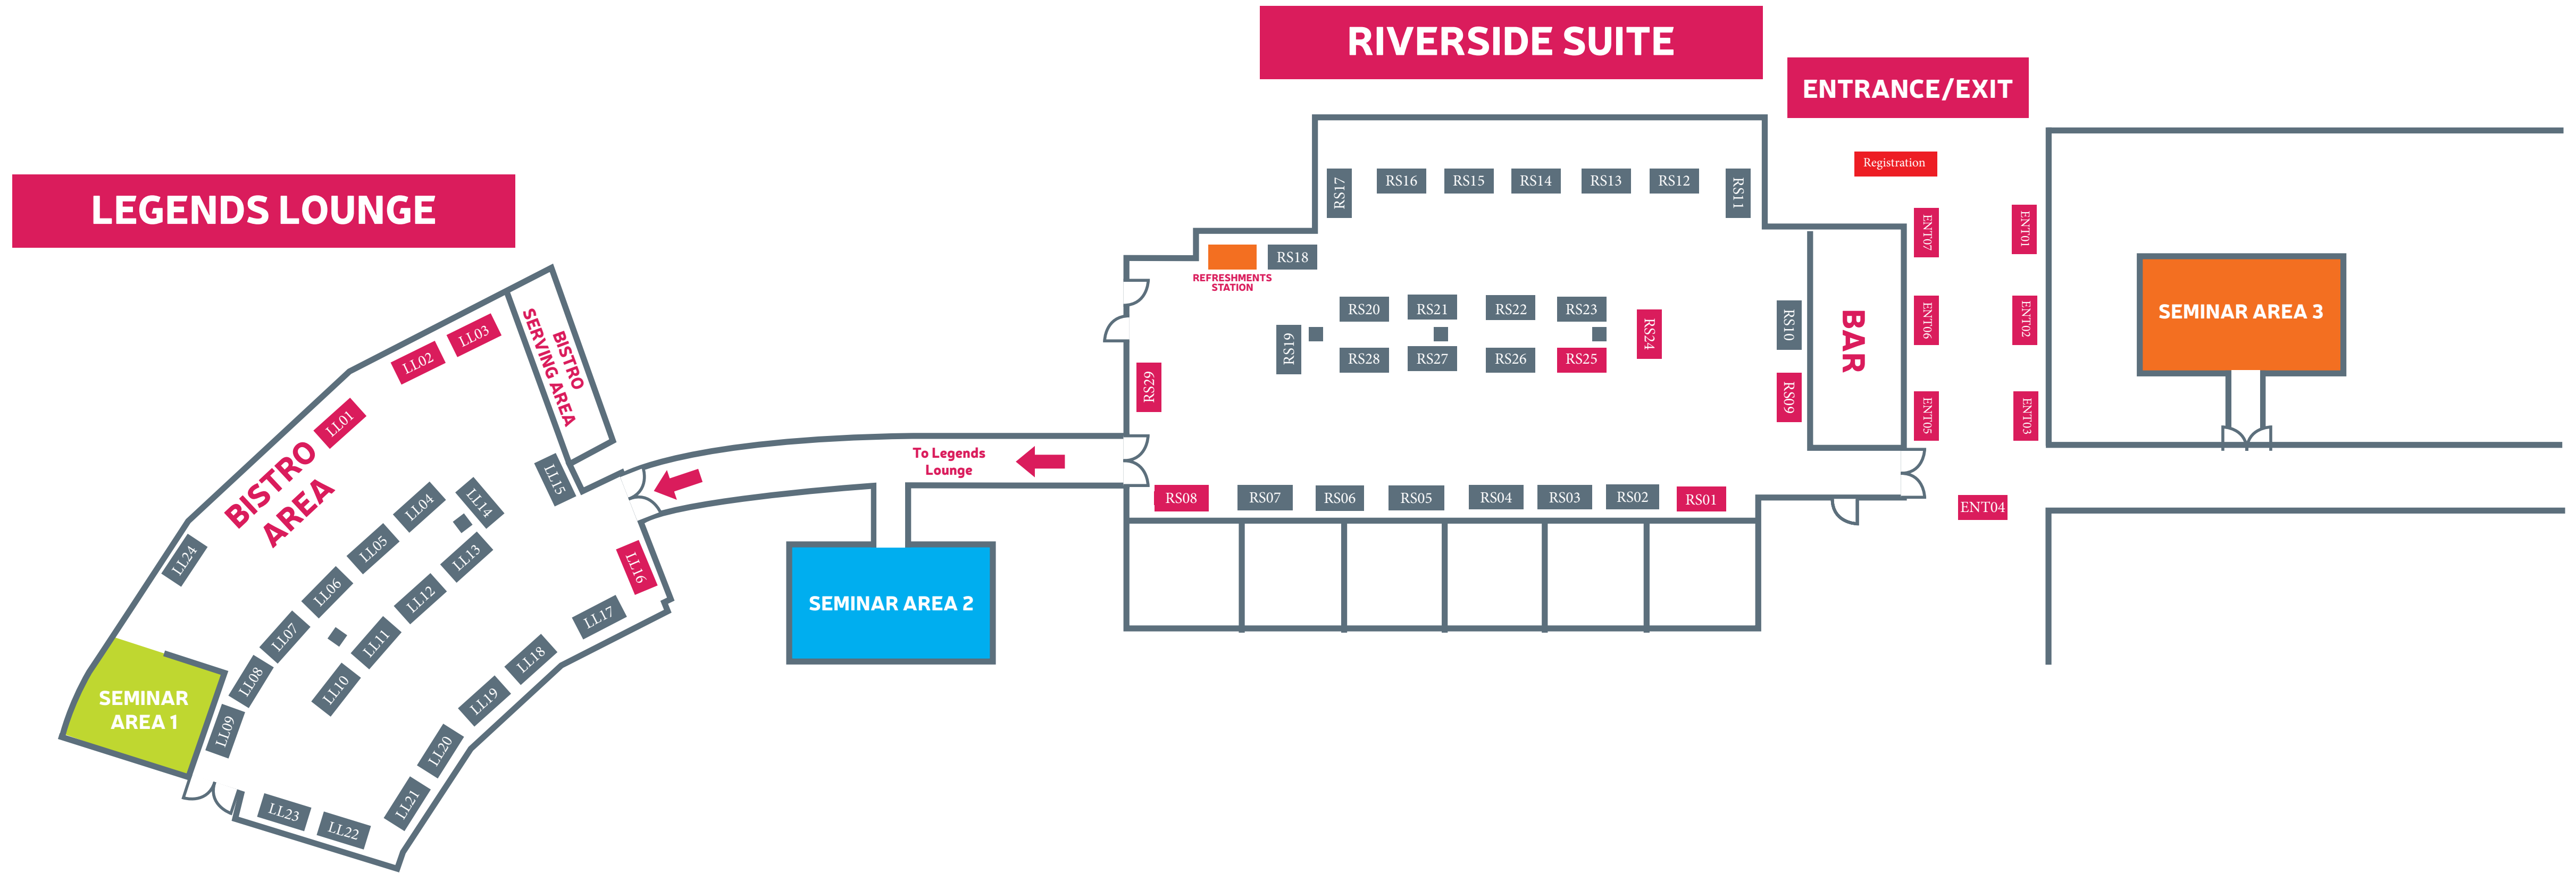 RIVERSIDE SUITE
ENTRANCE/EXIT
LEGENDS LOUNGE
Registration
RS17
RS16
RS15
RS14
RS13
RS12
RS11
ENT07
ENT01
RS18
REFRESHMENTS
STATION
RS20
RS21
RS22
RS23
RS24
RS10
BAR
ENT06
ENT02
SEMINAR AREA 3
RS19
RS28
RS27
RS26
RS25
RS29
RS09
ENT05
ENT03
To Legends
Lounge
RS08
RS07
RS06
RS05
RS04
RS03
RS02
RS01
ENT04
SEMINAR AREA 2
BISTRO
SERVING AREA
LL03
LL02
LL01
BISTRO
AREA
LL15
LL14
LL04
LL05
LL13
LL24
LL06
LL12
LL16
LL07
LL11
LL17
LL08
LL10
LL18
SEMINAR
AREA 1
LL09
LL19
LL20
LL21
LL23
LL22